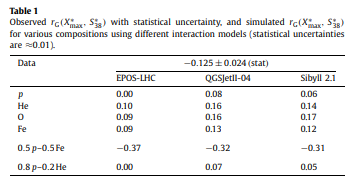 Table 1
Observed r_G(X*_max, S*_38) with statistical uncertainty, and simulated r_G(X*_max, S*_38)
for various compositions using different interaction models (statistical uncertainties
are ≈0.01).
Data −0.125 ± 0.024 (stat)
EPOS-LHC QGSJetII-04 Sibyll 2.1
p 0.00 0.08 0.06
He 0.10 0.16 0.14
O 0.09 0.16 0.17
Fe 0.09 0.13 0.12
0.5 p–0.5 Fe −0.37 −0.32 −0.31
0.8 p–0.2 He 0.00 0.07 0.05